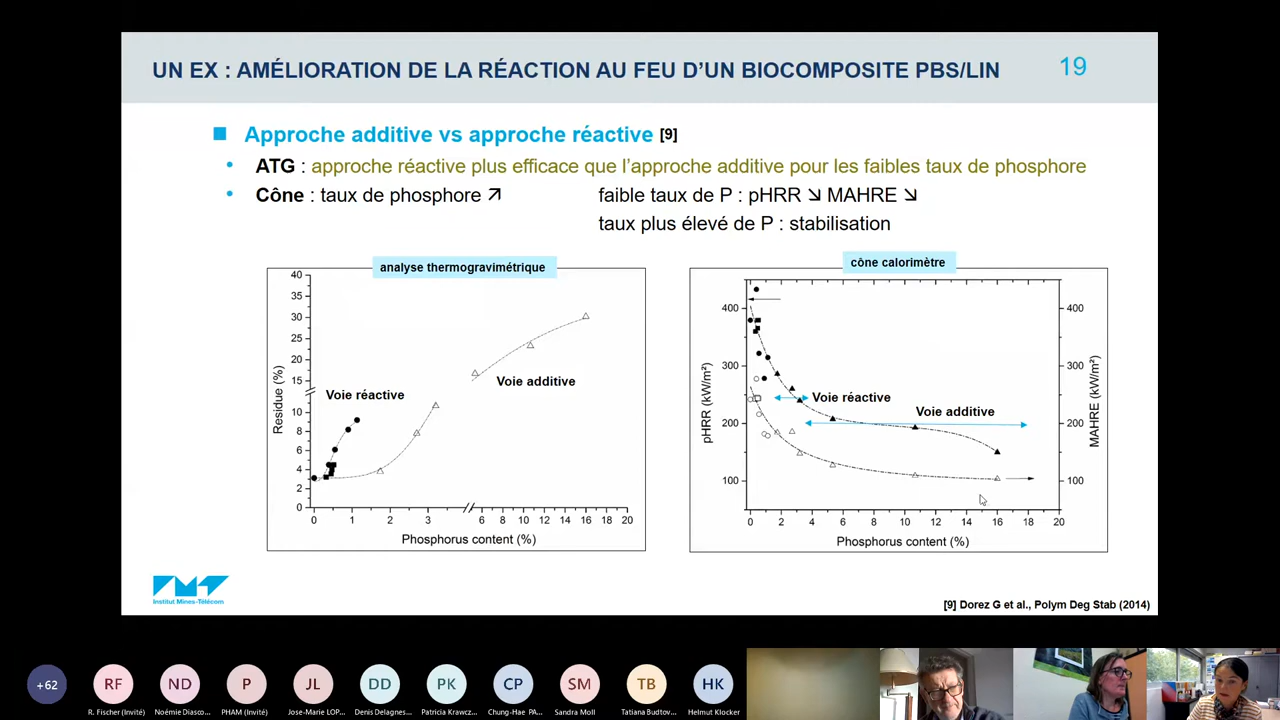 UN EX : AMÉLIORATION DE LA RÉACTION AU FEU D'UN BIOCOMPOSITE PBS/LIN
19
Approche additive vs approche réactive [9]
ATG : approche réactive plus efficace que l'approche additive pour les faibles taux de phosphore
Cône : taux de phosphore ↗ faible taux de P : pHRR ↘ MAHRE ↘
taux plus élevé de P : stabilisation
analyse thermogravimétrique
40
35
30
25
20
15
10
8
6
4
2
0
Residue (%)
Voie réactive
Voie additive
0 1 2 3 6 8 10 12 14 16 18 20
Phosphorus content (%)
cône calorimètre
400
300
200
100
pHRR (kW/m²)
Voie réactive
Voie additive
400
300
200
100
MAHRE (kW/m²)
0 2 4 6 8 10 12 14 16 18 20
Phosphorus content (%)
Institut Mines-Télécom
[9] Dorez G et al., Polym Deg Stab (2014)
+62 RF ND P JL DD PK CP SM TB HK
R. Fischer (Invité) Noémie Diasco... PHAM (Invité) Jose-Marie LOP... Denis Delagnes... Patricia Krawcz... Chung-Hae PA... Sandra Moll Tatiana Budtov... Helmut Klocker